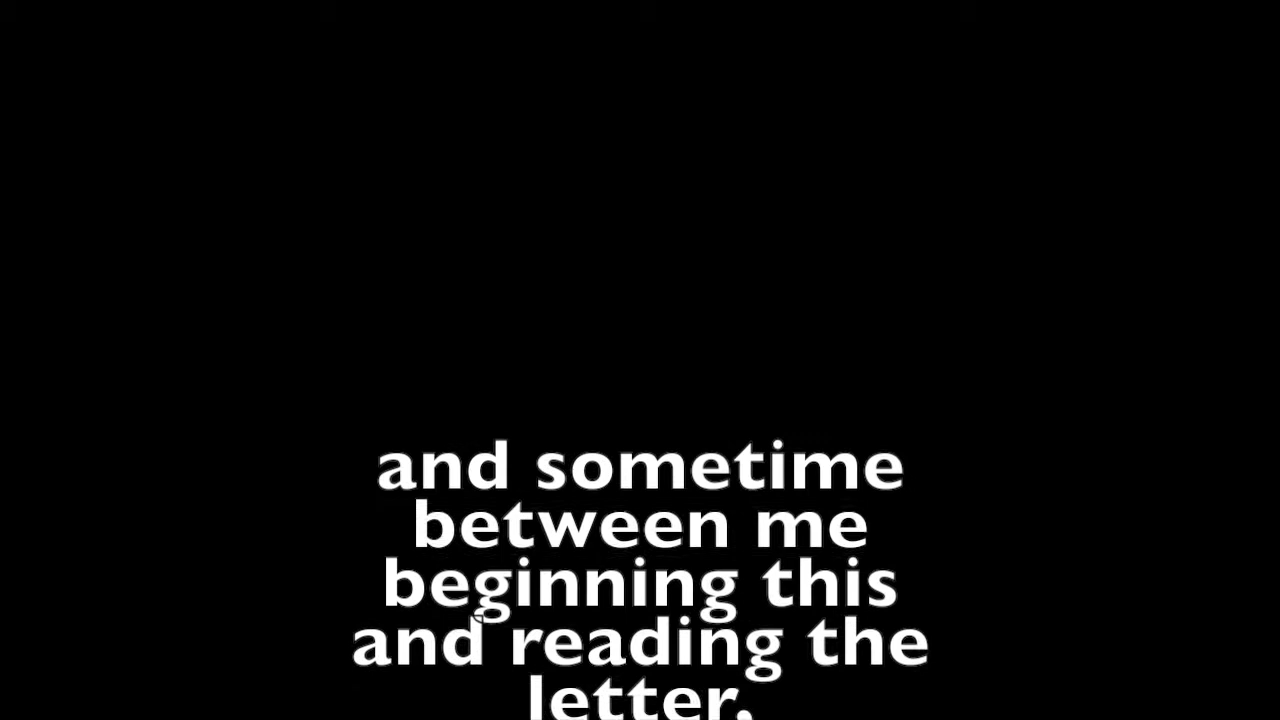 and sometime
between me
beginning this
and reading the
letter,